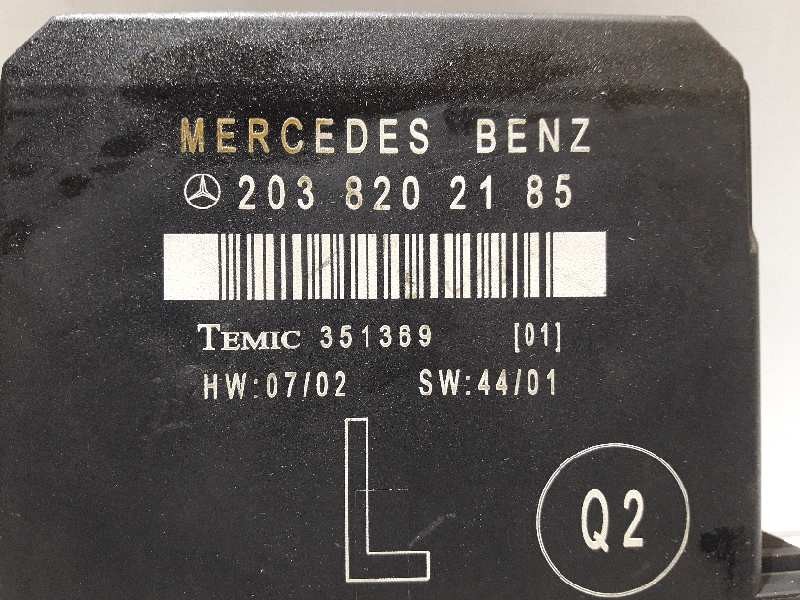 MERCEDES BENZ
203 820 21 85
TEMIC 351369 [01]
HW:07/02 SW:44/01
L
Q2